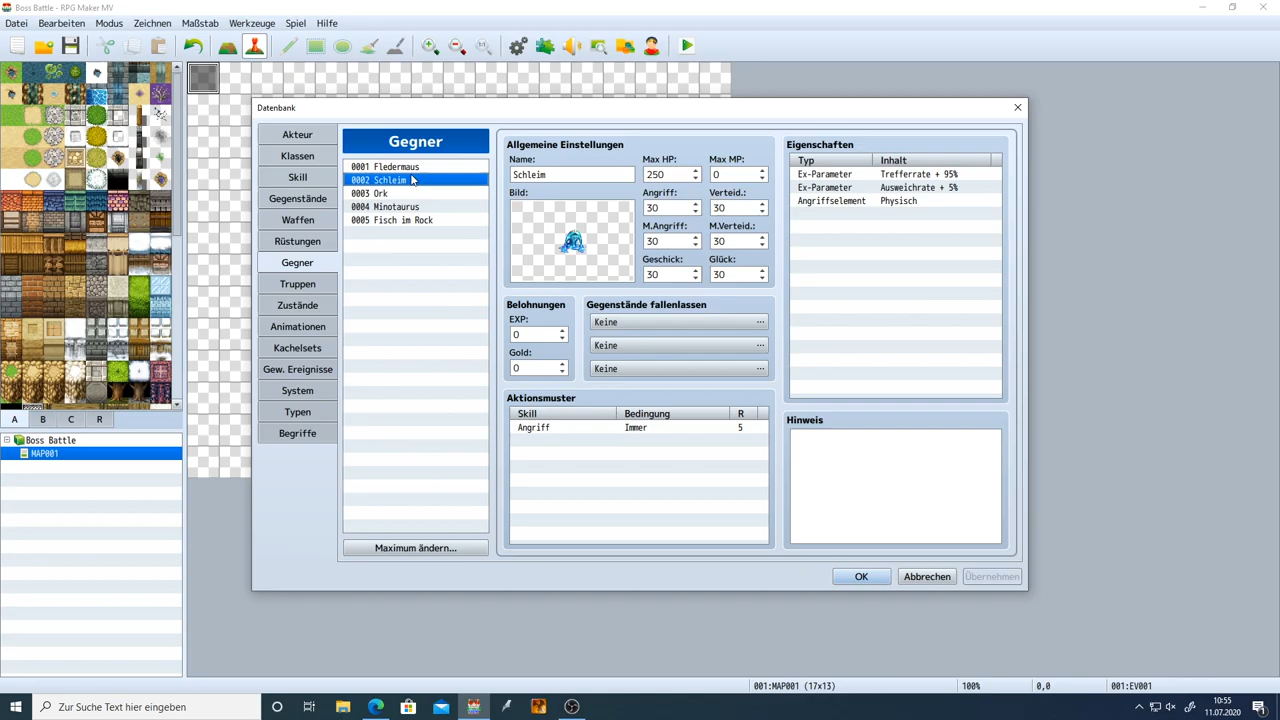 Boss Battle - RPG Maker MV
Datei Bearbeiten Modus Zeichnen Maßstab Werkzeuge Spiel Hilfe
Datenbank
Akteur
Klassen
Skill
Gegenstände
Waffen
Rüstungen
Gegner
Truppen
Zustände
Animationen
Kachelsets
Gew. Ereignisse
System
Typen
Begriffe
Gegner
0001 Fledermaus
0002 Schleim
0003 Ork
0004 Minotaurus
0005 Fisch im Rock
Maximum ändern...
Allgemeine Einstellungen
Name: Max HP: Max MP:
Schleim 250 0
Bild: Angriff: Verteid.:
30 30
M.Angriff: M.Verteid.:
30 30
Geschick: Glück:
30 30
Belohnungen
EXP:
0
Gold:
0
Gegenstände fallenlassen
Keine ...
Keine ...
Keine ...
Aktionsmuster
Skill Bedingung R
Angriff Immer 5
Eigenschaften
Typ Inhalt
Ex-Parameter Trefferrate + 95%
Ex-Parameter Ausweichrate + 5%
Angriffselement Physisch
Hinweis
OK Abbrechen Übernehmen
A B C R
Boss Battle
MAP001
001:MAP001 (17x13) 100% 0,0 001:EV001
Zur Suche Text hier eingeben
10:55
11.07.2020